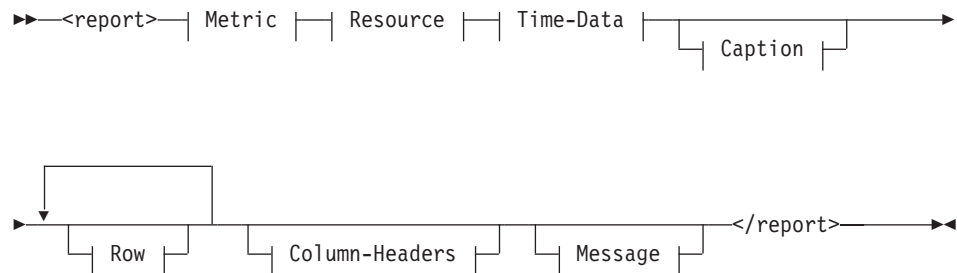 <report> Metric Resource Time-Data
Caption
</report>
Row Column-Headers Message